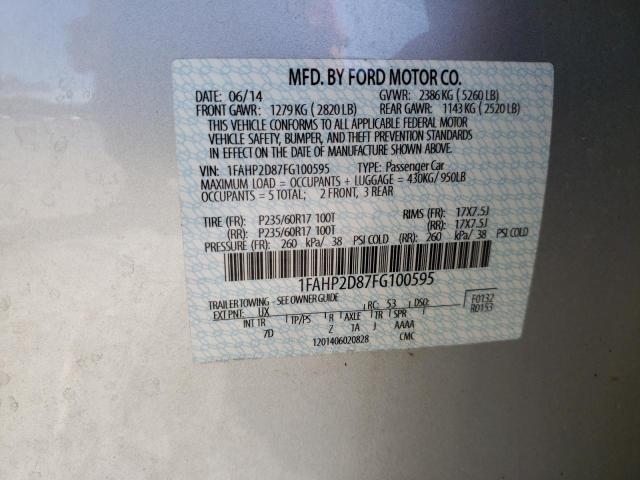 MFD. BY FORD MOTOR CO.
DATE: 06/14 GVWR: 2386 KG ( 5260 LB)
FRONT GAWR: 1279 KG ( 2820 LB) REAR GAWR: 1143 KG ( 2520 LB)
THIS VEHICLE CONFORMS TO ALL APPLICABLE FEDERAL MOTOR
VEHICLE SAFETY, BUMPER, AND THEFT PREVENTION STANDARDS
IN EFFECT ON THE DATE OF MANUFACTURE SHOWN ABOVE.
VIN: 1FAHP2D87FG100595 TYPE: Passenger Car
MAXIMUM LOAD = OCCUPANTS + LUGGAGE = 430KG/ 950LB
OCCUPANTS = 5 TOTAL: 2 FRONT, 3 REAR
TIRE (FR): P235/60R17 100T RIMS (FR): 17X7.5J
(RR): P235/60R17 100T (RR): 17X7.5J
PRESSURE (FR): 260 kPa/ 38 PSI COLD (RR): 260 kPa/ 38 PSI COLD
1FAHP2D87FG100595
TRAILER TOWING - SEE OWNER GUIDE
EXT PNT: UX RC: 53 DSO: F0132
INT TR TP/PS R AXLE TR SPR R0153
7D Z TA J AAAA
1201406020828 CMC